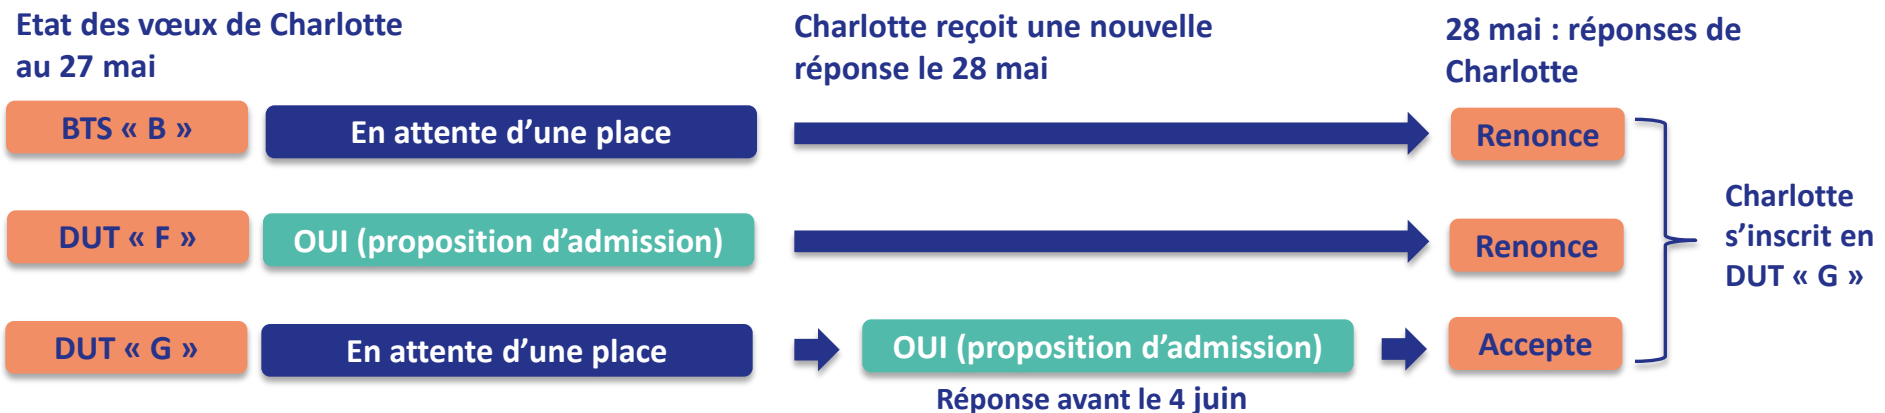 Etat des vœux de Charlotte
au 27 mai
Charlotte reçoit une nouvelle
réponse le 28 mai
28 mai : réponses de
Charlotte
BTS « B »
En attente d’une place
Renonce
DUT « F »
OUI (proposition d’admission)
Renonce
DUT « G »
En attente d’une place
OUI (proposition d’admission)
Accepte
Réponse avant le 4 juin
Charlotte
s’inscrit en
DUT « G »